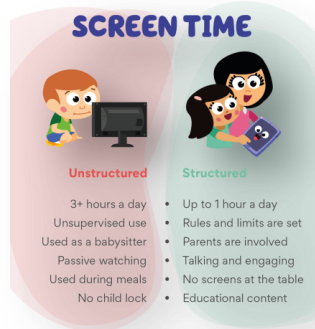 SCREEN TIME
Unstructured
3+ hours a day
Unsupervised use
Used as a babysitter
Passive watching
Used during meals
No child lock
Structured
• Up to 1 hour a day
• Rules and limits are set
• Parents are involved
• Talking and engaging
• No screens at the table
• Educational content